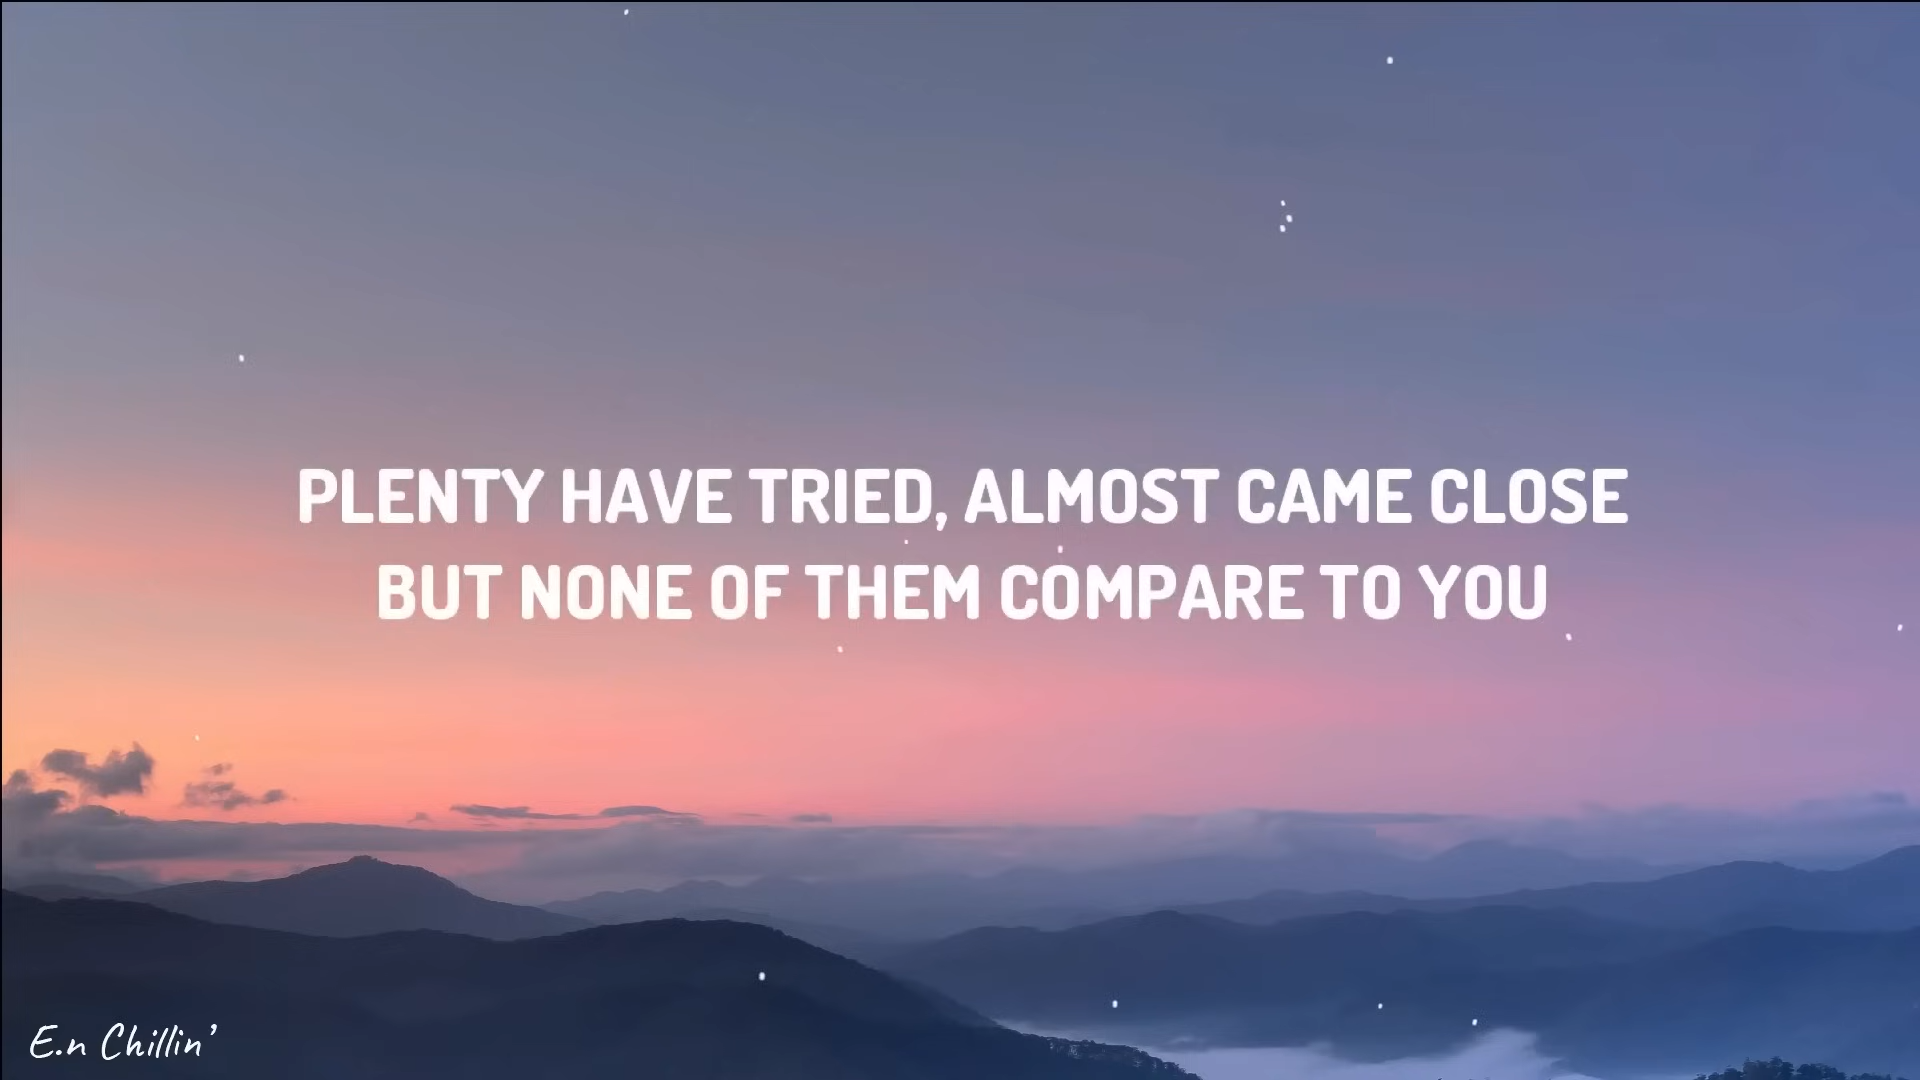 PLENTY HAVE TRIED, ALMOST CAME CLOSE
BUT NONE OF THEM COMPARE TO YOU
E.n Chillin’